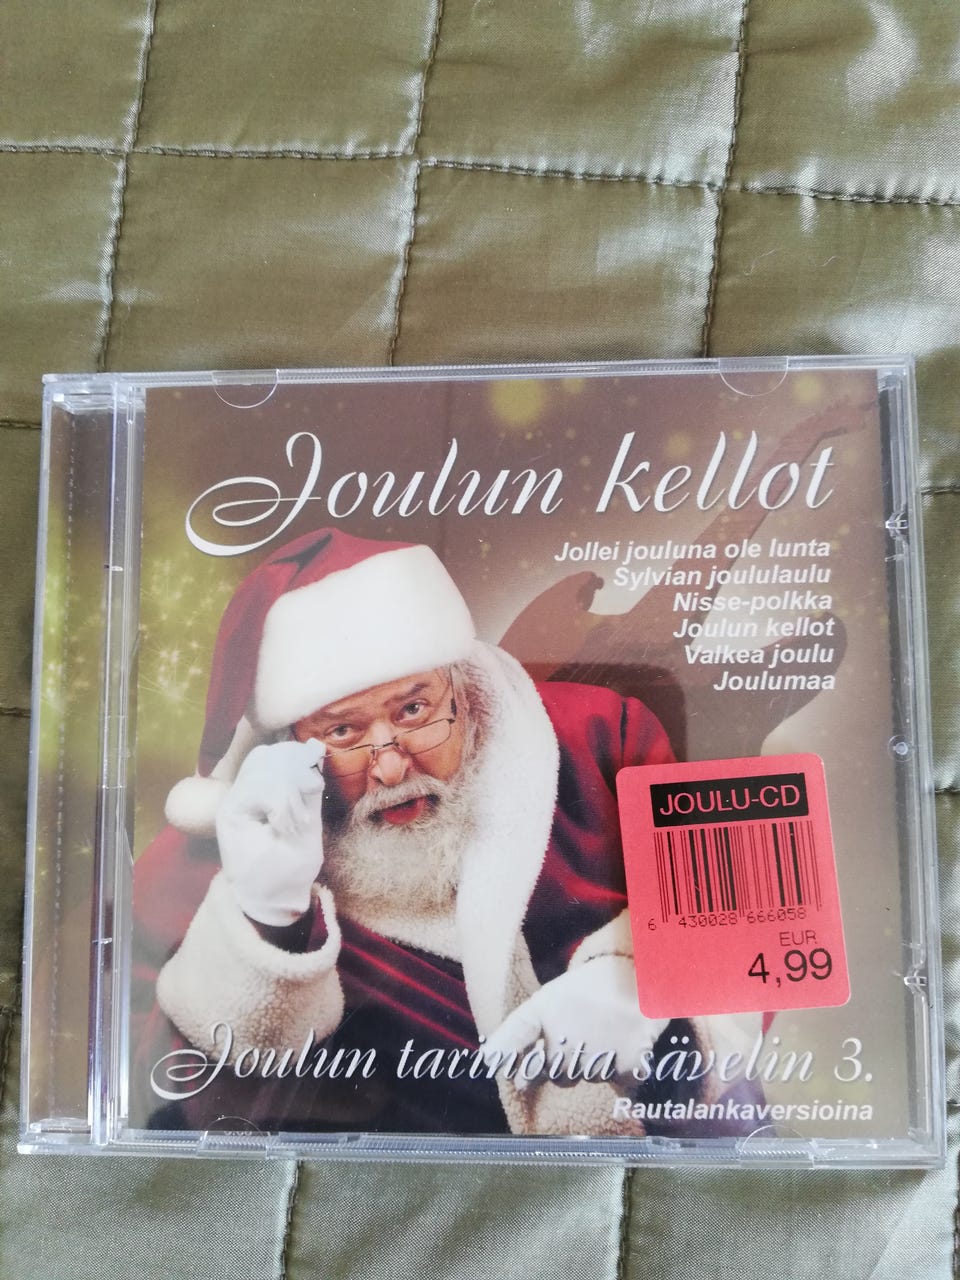 Joulun kellot
Jollei jouluna ole lunta
Sylvian joululaulu
Nisse-polkka
Joulun kellot
Valkea joulu
Joulumaa
JOULU-CD
6 430028 666058
EUR
4,99
Joulun tarinoita sävelin 3.
Rautalankaversioina